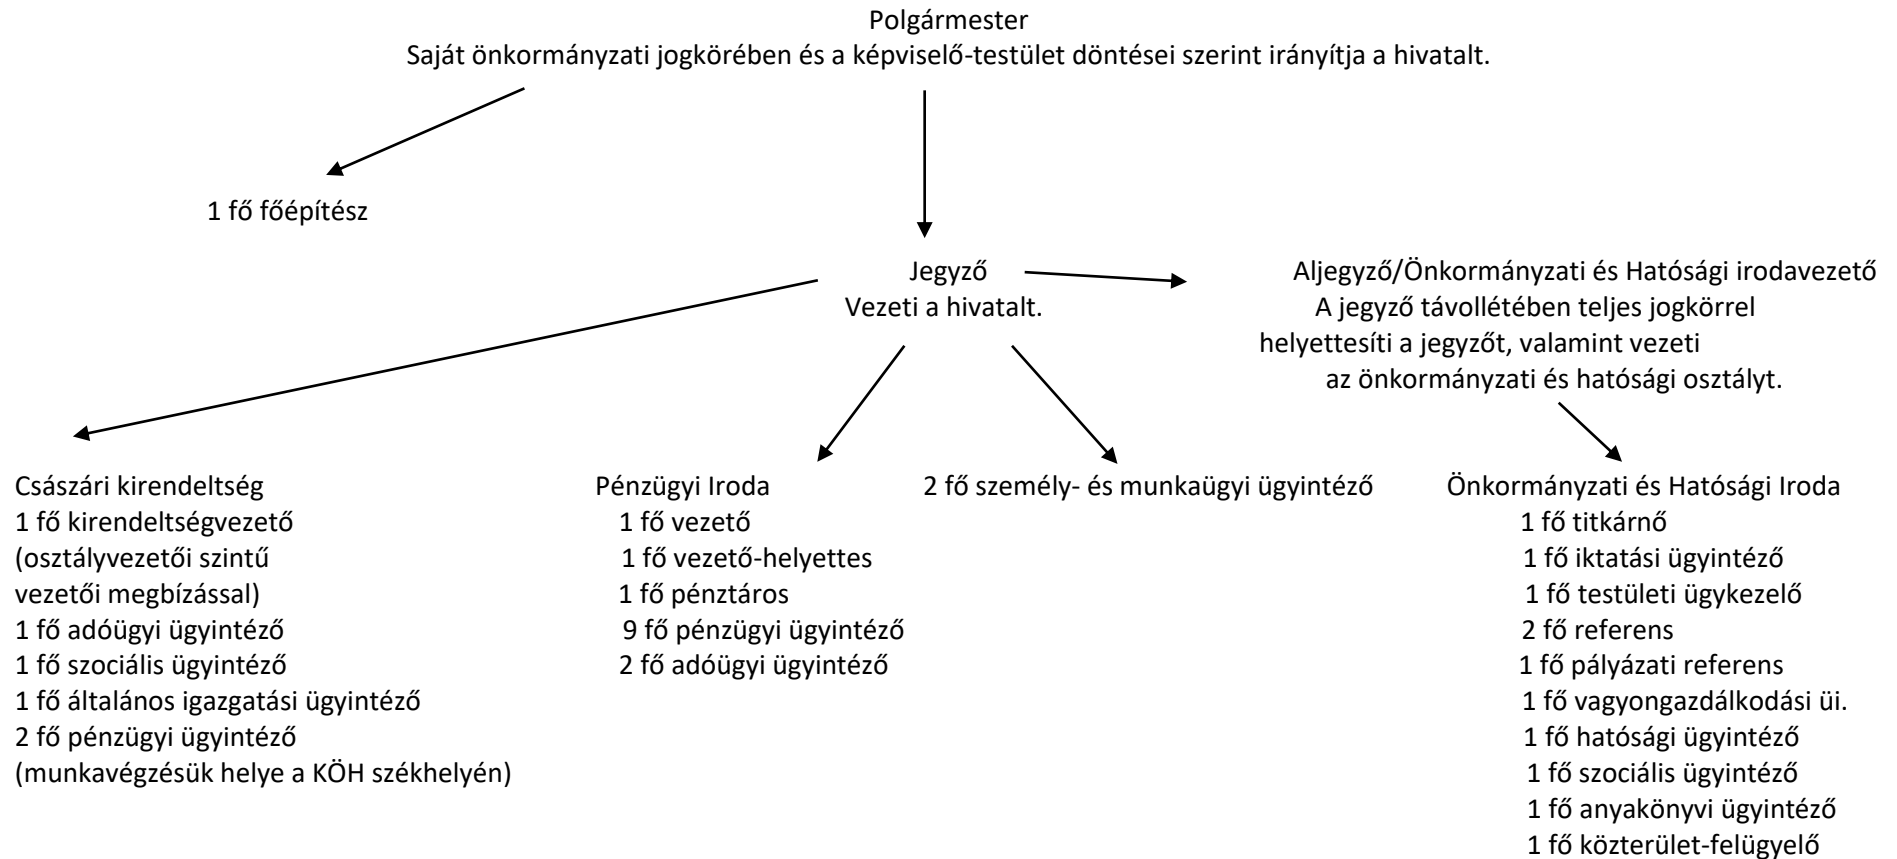 Polgármester
Saját önkormányzati jogkörében és a képviselő-testület döntései szerint irányítja a hivatalt.
1 fő főépítész
Jegyző
Vezeti a hivatalt.
Aljegyző/Önkormányzati és Hatósági irodavezető
A jegyző távollétében teljes jogkörrel
helyettesíti a jegyzőt, valamint vezeti
az önkormányzati és hatósági osztályt.
Császári kirendeltség
1 fő kirendeltségvezető
(osztályvezetői szintű
vezetői megbízással)
1 fő adóügyi ügyintéző
1 fő szociális ügyintéző
1 fő általános igazgatási ügyintéző
2 fő pénzügyi ügyintéző
(munkavégzésük helye a KÖH székhelyén)
Pénzügyi Iroda
1 fő vezető
1 fő vezető-helyettes
1 fő pénztáros
9 fő pénzügyi ügyintéző
2 fő adóügyi ügyintéző
2 fő személy- és munkaügyi ügyintéző
Önkormányzati és Hatósági Iroda
1 fő titkárnő
1 fő iktatási ügyintéző
1 fő testületi ügykezelő
2 fő referens
1 fő pályázati referens
1 fő vagyongazdálkodási üi.
1 fő hatósági ügyintéző
1 fő szociális ügyintéző
1 fő anyakönyvi ügyintéző
1 fő közterület-felügyelő